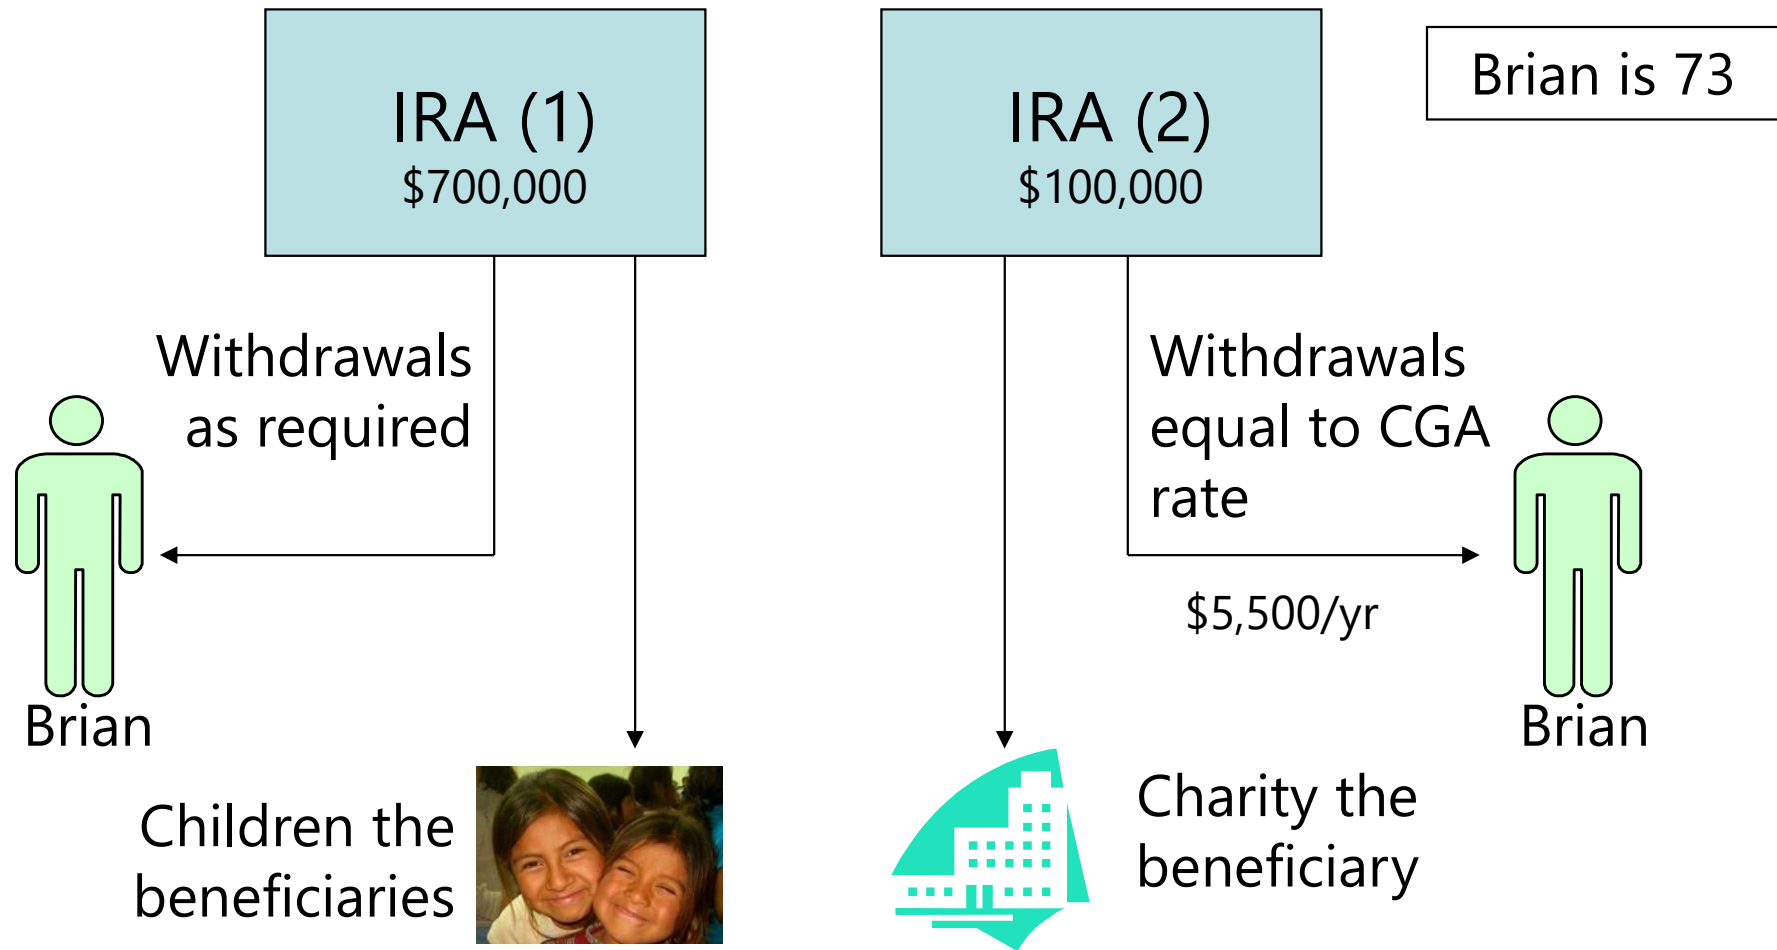 IRA (1)
$700,000
IRA (2)
$100,000
Brian is 73
Withdrawals
as required
Withdrawals
equal to CGA
rate
$5,500/yr
Brian
Brian
Children the
beneficiaries
Charity the
beneficiary